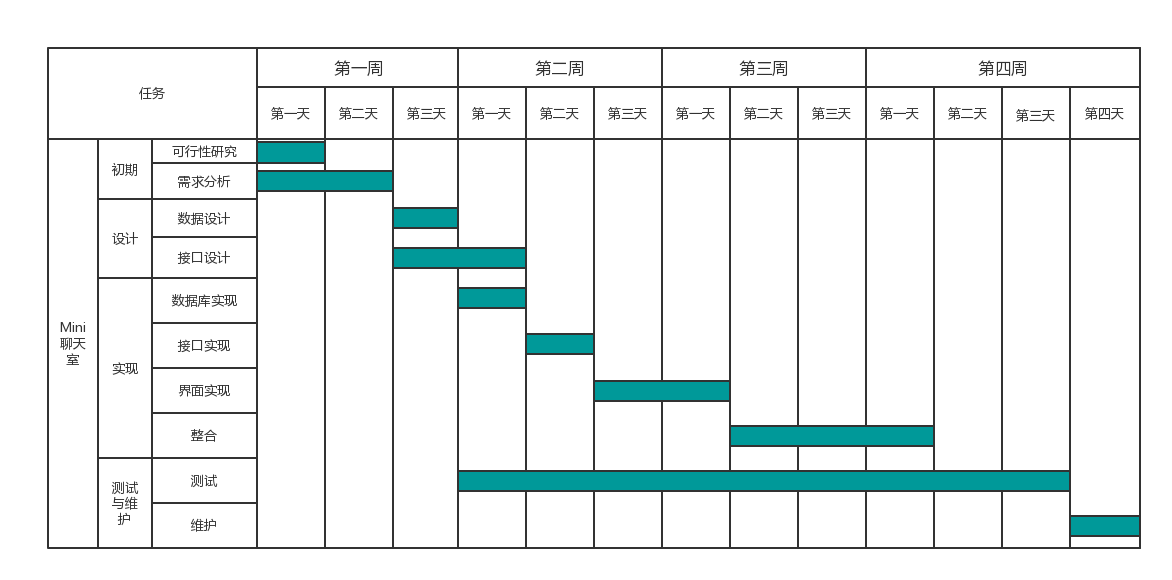 任务
第一周
第二周
第三周
第四周
第一天
第二天
第三天
第一天
第二天
第三天
第一天
第二天
第三天
第一天
第二天
第三天
第四天
Mini
聊天
室
初期
可行性研究
需求分析
设计
数据设计
接口设计
实现
数据库实现
接口实现
界面实现
整合
测试
与维
护
测试
维护